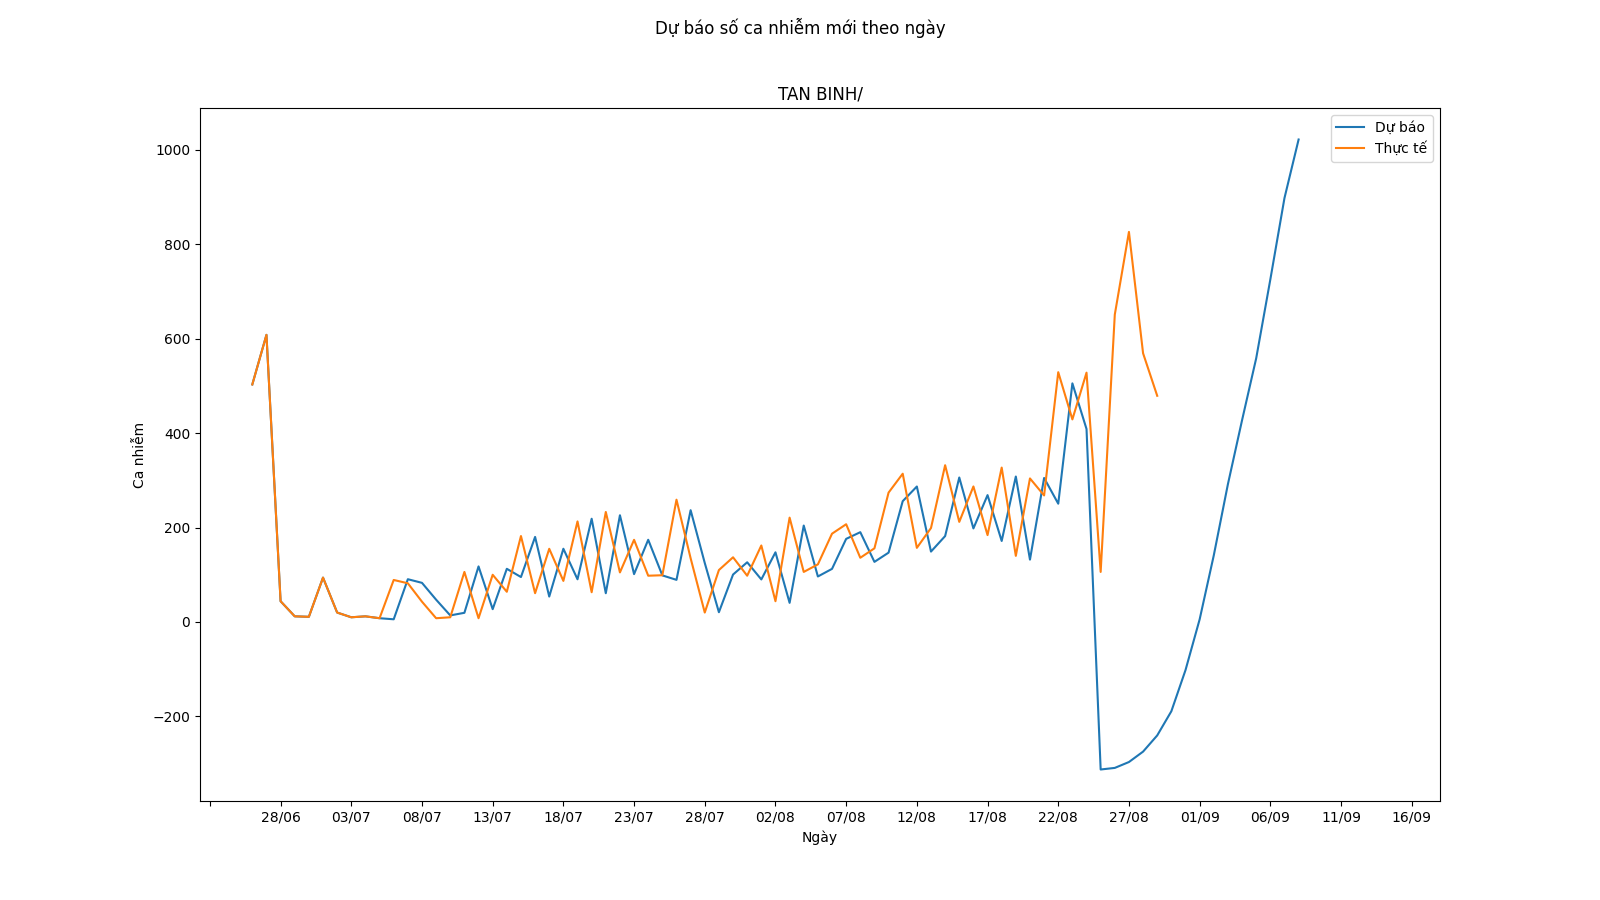 Dự báo số ca nhiễm mới theo ngày
TAN BINH/
Dự báo
Thực tế
Ca nhiễm
1000
800
600
400
200
0
−200
28/06 03/07 08/07 13/07 18/07 23/07 28/07 02/08 07/08 12/08 17/08 22/08 27/08 01/09 06/09 11/09 16/09
Ngày